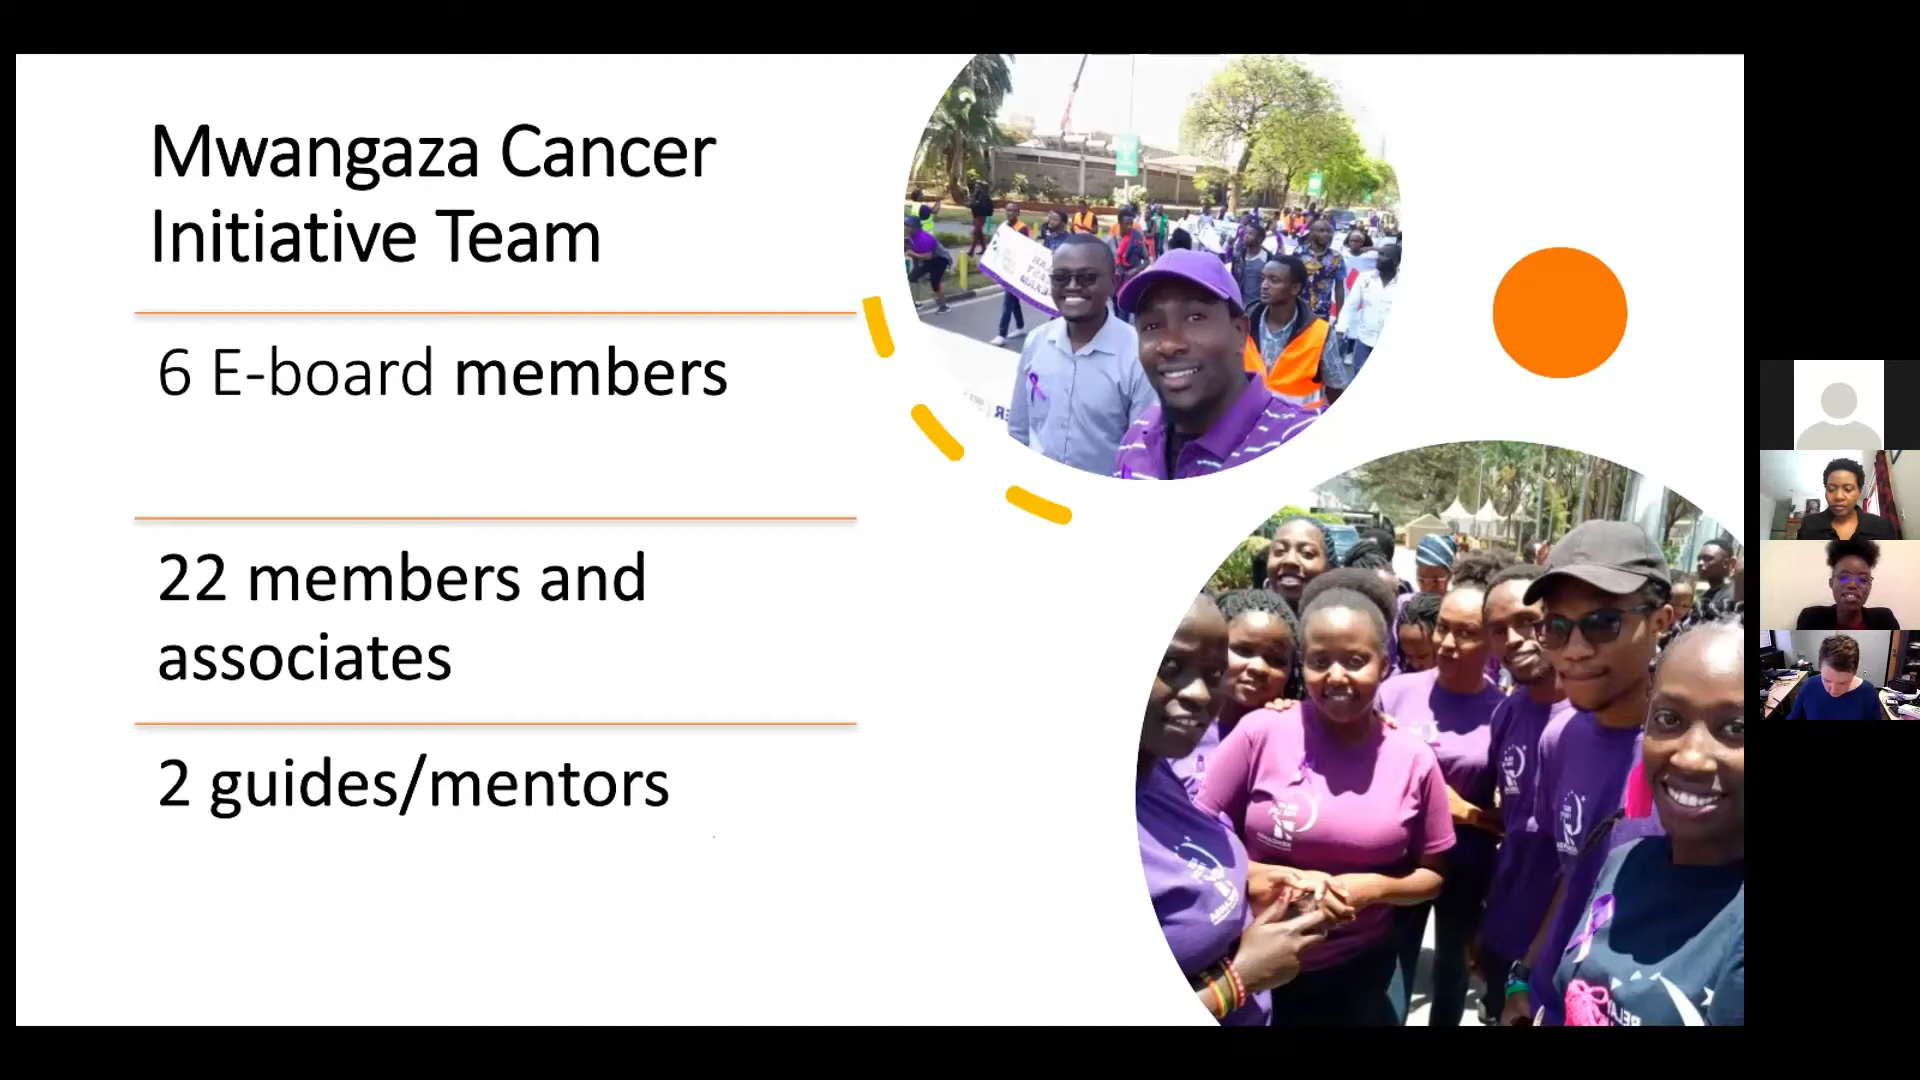 Mwangaza Cancer
Initiative Team
6 E-board members
22 members and
associates
2 guides/mentors